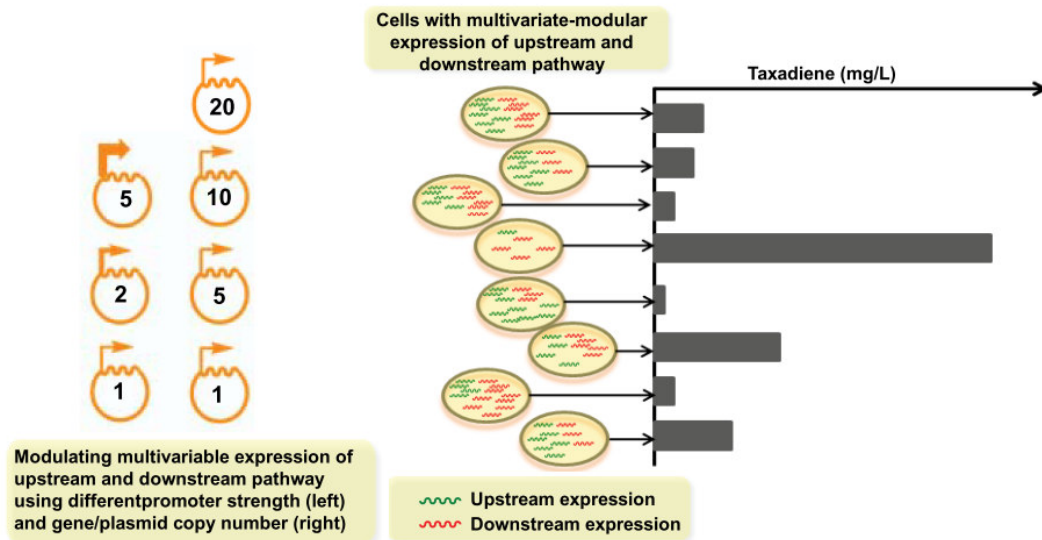 Cells with multivariate-modular
expression of upstream and
downstream pathway
Taxadiene (mg/L)
20
5
10
2
5
1
1
Modulating multivariable expression of
upstream and downstream pathway
using differentpromoter strength (left)
and gene/plasmid copy number (right)
Upstream expression
Downstream expression